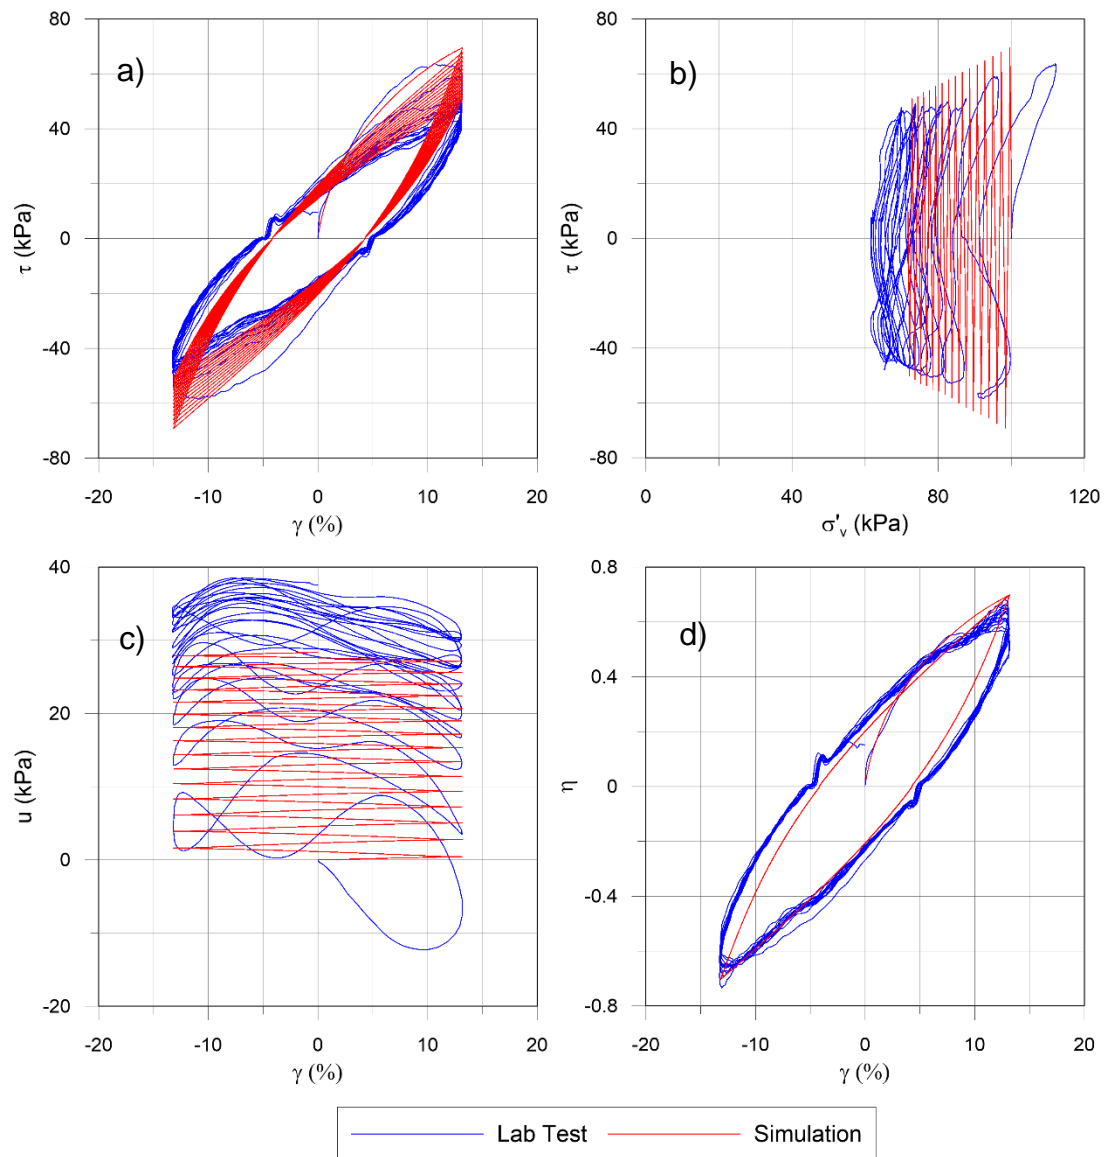 a)
80
40
0
-40
-80
τ (kPa)
-20 -10 0 10 20
γ (%)
b)
80
40
0
-40
-80
τ (kPa)
0 40 80 120
σ'v (kPa)
c)
40
20
0
-20
u (kPa)
-20 -10 0 10 20
γ (%)
d)
0.8
0.4
0
-0.4
-0.8
η
-20 -10 0 10 20
γ (%)
Lab Test Simulation